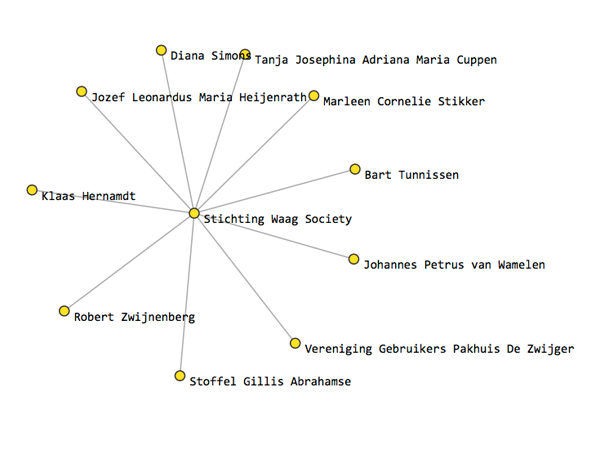 Diana Simons
Tanja Josephina Adriana Maria Cuppen
Jozef Leonardus Maria Heijenrath
Marleen Cornelie Stikker
Bart Tunnissen
Klaas Hernamdt
Stichting Waag Society
Johannes Petrus van Wamelen
Robert Zwijnenberg
Vereniging Gebruikers Pakhuis De Zwijger
Stoffel Gillis Abrahamse